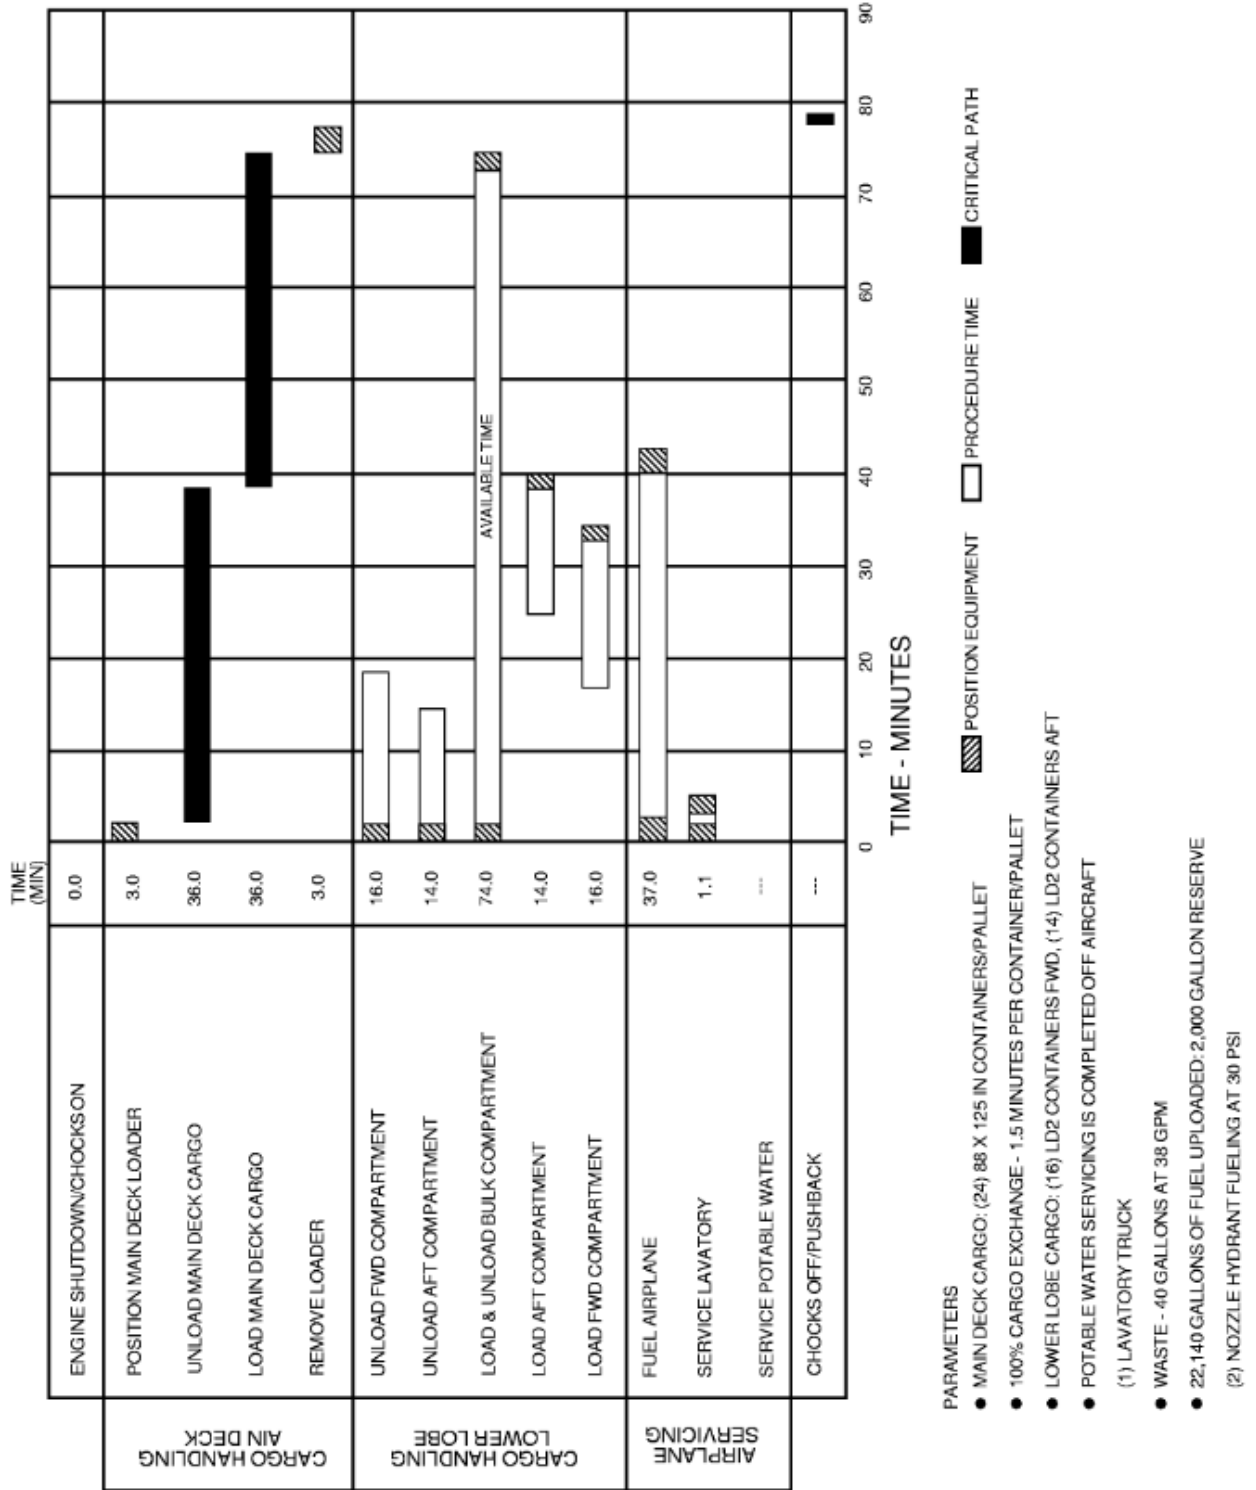 TIME
(MIN)
ENGINE SHUTDOWN/CHOCKS ON
0.0
CARGO HANDLING
AIN DECK
POSITION MAIN DECK LOADER
3.0
UNLOAD MAIN DECK CARGO
36.0
LOAD MAIN DECK CARGO
36.0
REMOVE LOADER
3.0
CARGO HANDLING
LOWER LOBE
UNLOAD FWD COMPARTMENT
16.0
UNLOAD AFT COMPARTMENT
14.0
LOAD & UNLOAD BULK COMPARTMENT
74.0
AVAILABLE TIME
LOAD AFT COMPARTMENT
14.0
LOAD FWD COMPARTMENT
16.0
AIRPLANE
SERVICING
FUEL AIRPLANE
37.0
SERVICE LAVATORY
1.1
SERVICE POTABLE WATER
---
CHOCKS OFF/PUSHBACK
---
0 10 20 30 40 50 60 70 80 90
TIME - MINUTES
PARAMETERS
POSITION EQUIPMENT
PROCEDURE TIME
CRITICAL PATH
● MAIN DECK CARGO: (24) 88 X 125 IN CONTAINERS/PALLET
● 100% CARGO EXCHANGE - 1.5 MINUTES PER CONTAINER/PALLET
● LOWER LOBE CARGO: (16) LD2 CONTAINERS FWD, (14) LD2 CONTAINERS AFT
● POTABLE WATER SERVICING IS COMPLETED OFF AIRCRAFT
(1) LAVATORY TRUCK
● WASTE - 40 GALLONS AT 38 GPM
● 22,140 GALLONS OF FUEL UPLOADED: 2,000 GALLON RESERVE
(2) NOZZLE HYDRANT FUELING AT 30 PSI